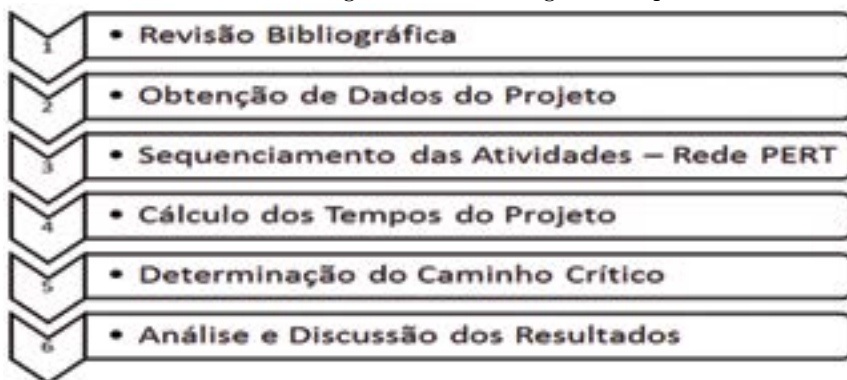 1
• Revisão Bibliográfica
2
• Obtenção de Dados do Projeto
3
• Sequenciamento das Atividades – Rede PERT
4
• Cálculo dos Tempos do Projeto
5
• Determinação do Caminho Crítico
6
• Análise e Discussão dos Resultados